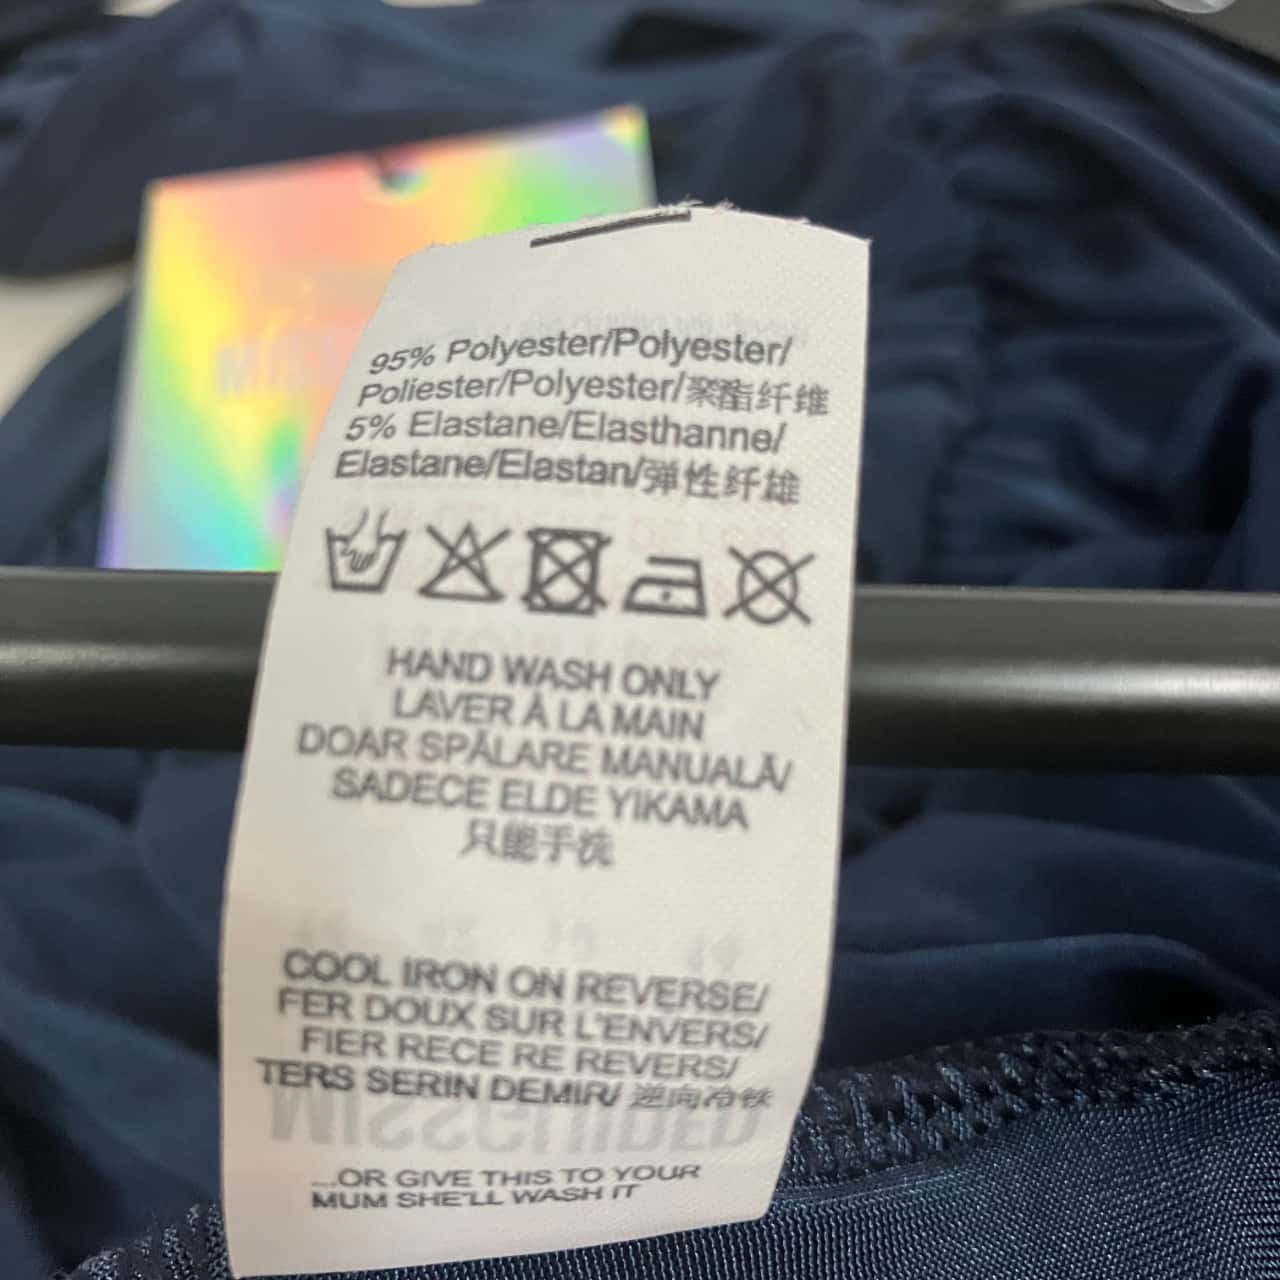 95% Polyester/Polyester/
Poliester/Polyester/聚酯纤维
5% Elastane/Elasthanne/
Elastane/Elastan/弹性纤雄
HAND WASH ONLY
LAVER À LA MAIN
DOAR SPĂLARE MANUALĂ/
SADECE ELDE YIKAMA
只能手洗
COOL IRON ON REVERSE/
FER DOUX SUR L'ENVERS/
FIER RECE RE REVERS/
TERS SERIN DEMIR/ 逆向冷铁
MISSGUIDED
...OR GIVE THIS TO YOUR
MUM SHE'LL WASH IT